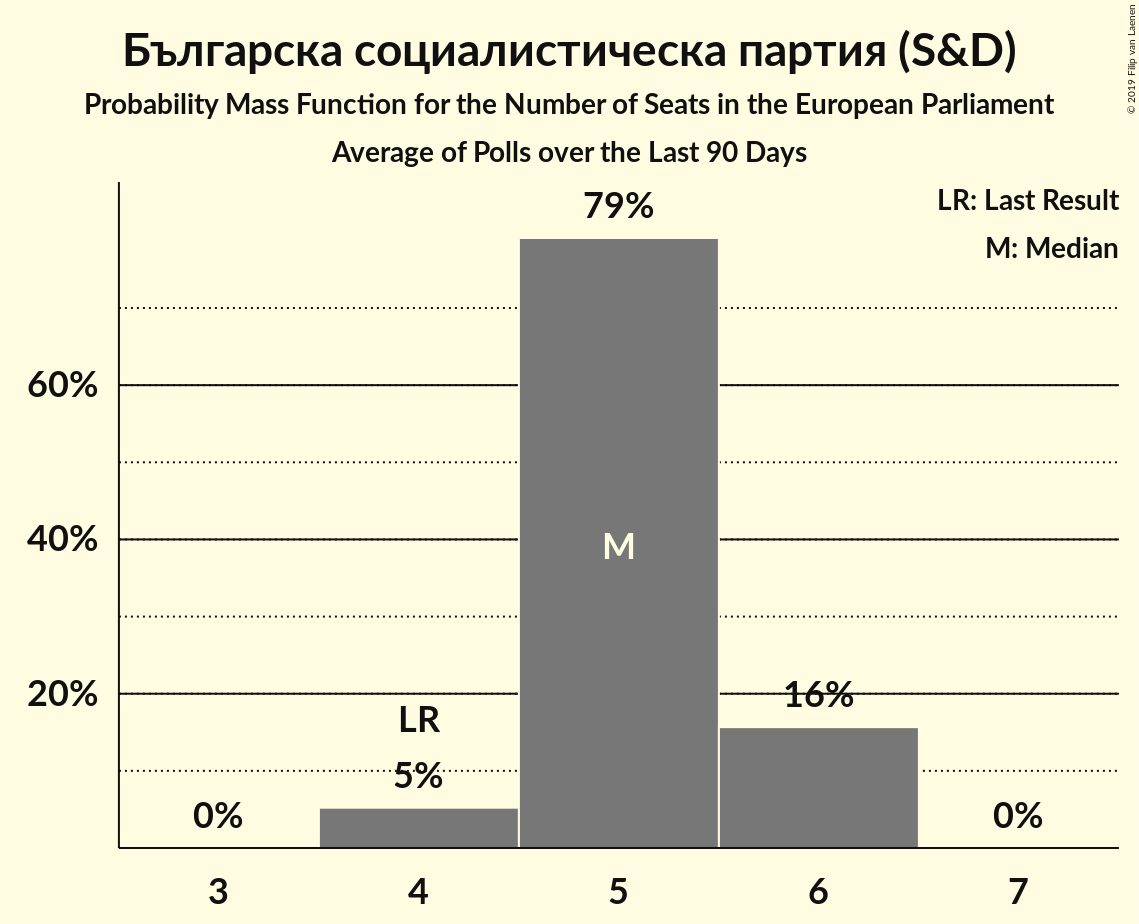 Българска социалистическа партия (S&D)
Probability Mass Function for the Number of Seats in the European Parliament
Average of Polls over the Last 90 Days
© 2019 Filip van Laenen
LR: Last Result
M: Median
79%
60%
40%
20%
M
LR
5%
16%
0%
0%
3 4 5 6 7